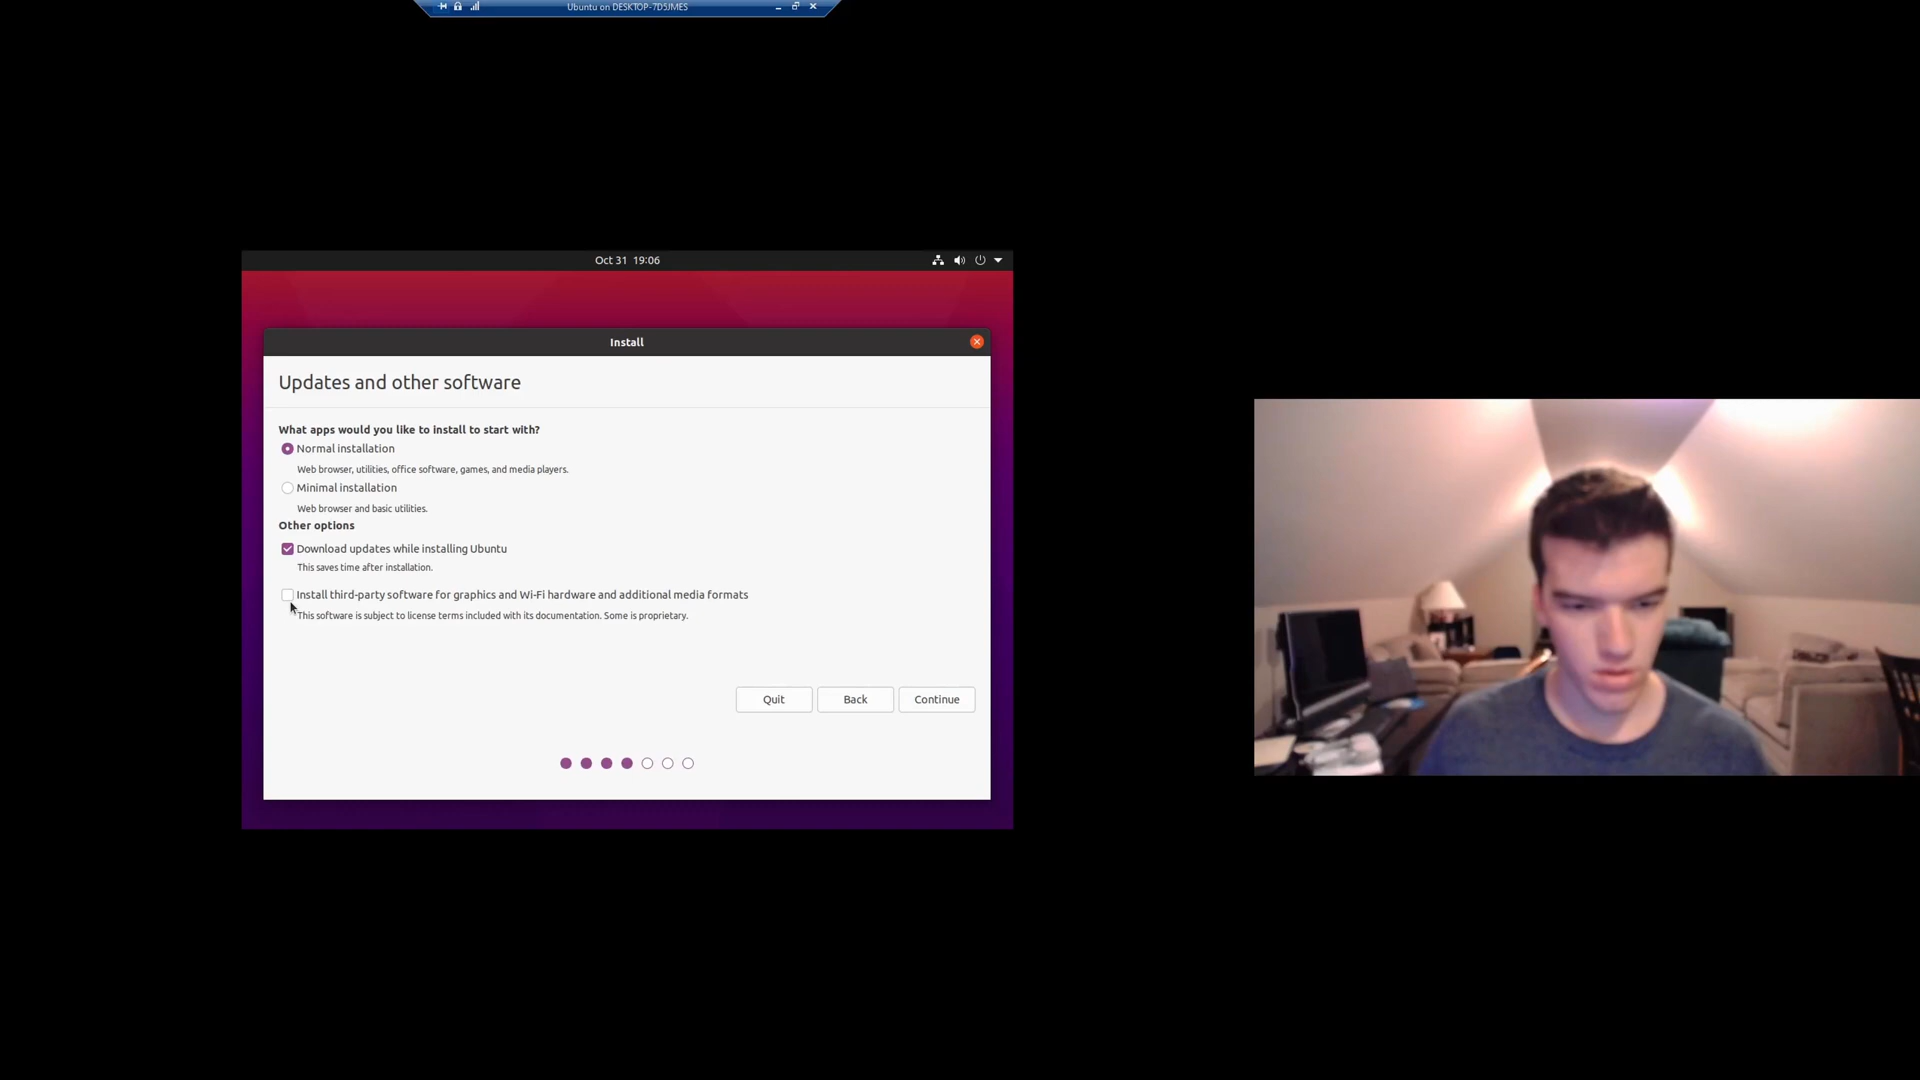 Ubuntu on DESKTOP-7D5JMES
Oct 31 19:06
Install
Updates and other software
What apps would you like to install to start with?
Normal installation
Web browser, utilities, office software, games, and media players.
Minimal installation
Web browser and basic utilities.
Other options
Download updates while installing Ubuntu
This saves time after installation.
Install third-party software for graphics and Wi-Fi hardware and additional media formats
This software is subject to license terms included with its documentation. Some is proprietary.
Quit
Back
Continue